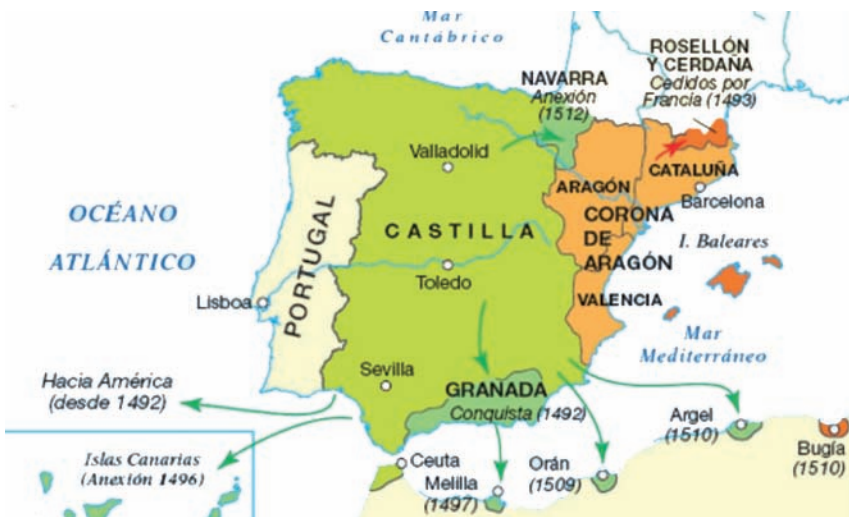 Mar
Cantábrico
ROSELLÓN
Y CERDAÑA
Cedidos por
Francia (1493)
NAVARRA
Anexión
(1512)
Valladolid
CATALUÑA
ARAGÓN
Barcelona
OCÉANO
ATLÁNTICO
PORTUGAL
CASTILLA
CORONA
DE
ARAGÓN
I. Baleares
Toledo
Lisboa
VALENCIA
Mar
Mediterráneo
Sevilla
Hacia América
(desde 1492)
GRANADA
Conquista (1492)
Argel
(1510)
Bugía
(1510)
Islas Canarias
(Anexión 1496)
Ceuta
Melilla
(1497)
Orán
(1509)